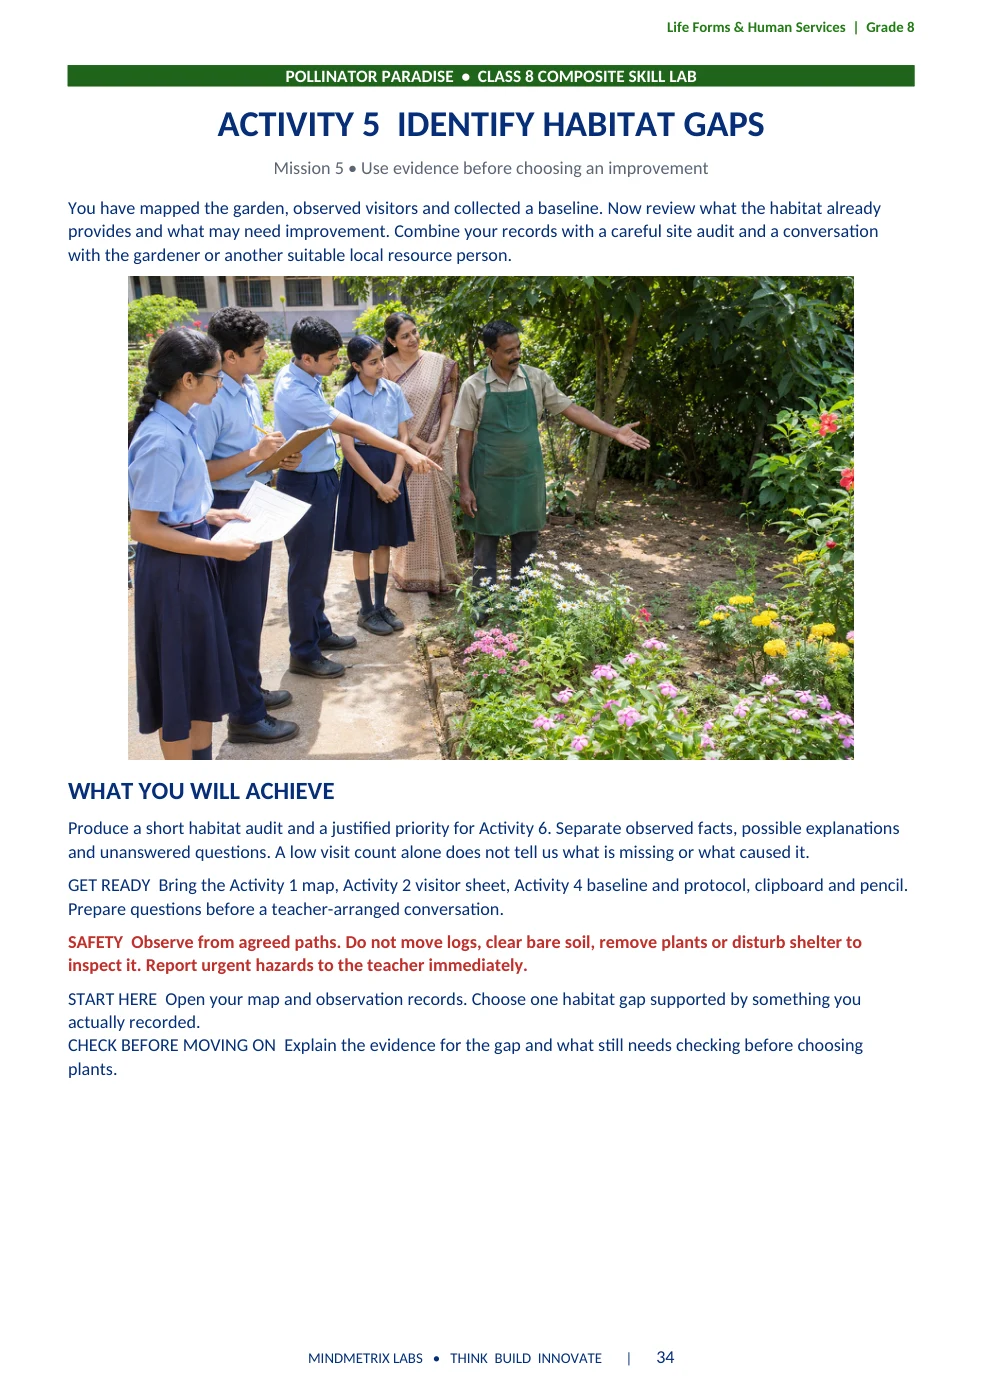 Life Forms & Human Services | Grade 8
POLLINATOR PARADISE ● CLASS 8 COMPOSITE SKILL LAB
ACTIVITY 5 IDENTIFY HABITAT GAPS
Mission 5 • Use evidence before choosing an improvement
You have mapped the garden, observed visitors and collected a baseline. Now review what the habitat already
provides and what may need improvement. Combine your records with a careful site audit and a conversation
with the gardener or another suitable local resource person.
WHAT YOU WILL ACHIEVE
Produce a short habitat audit and a justified priority for Activity 6. Separate observed facts, possible explanations
and unanswered questions. A low visit count alone does not tell us what is missing or what caused it.
GET READY Bring the Activity 1 map, Activity 2 visitor sheet, Activity 4 baseline and protocol, clipboard and pencil.
Prepare questions before a teacher-arranged conversation.
SAFETY Observe from agreed paths. Do not move logs, clear bare soil, remove plants or disturb shelter to
inspect it. Report urgent hazards to the teacher immediately.
START HERE Open your map and observation records. Choose one habitat gap supported by something you
actually recorded.
CHECK BEFORE MOVING ON Explain the evidence for the gap and what still needs checking before choosing
plants.
MINDMETRIX LABS ● THINK BUILD INNOVATE | 34